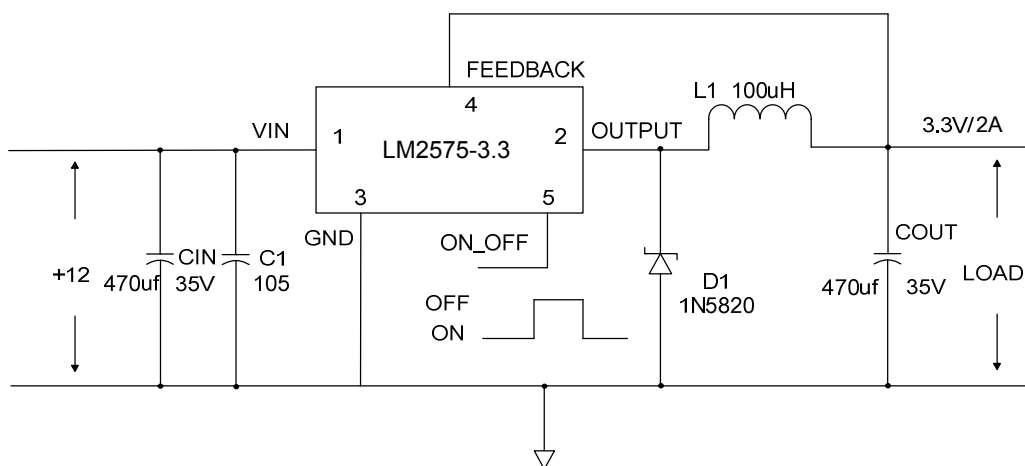 FEEDBACK
L1 100uH
4
VIN
OUTPUT
3.3V/2A
1
LM2575-3.3
2
3
5
GND
ON_OFF
COUT
CIN
C1
+12
470uf
35V
105
D1
1N5820
470uf
35V
LOAD
OFF
ON